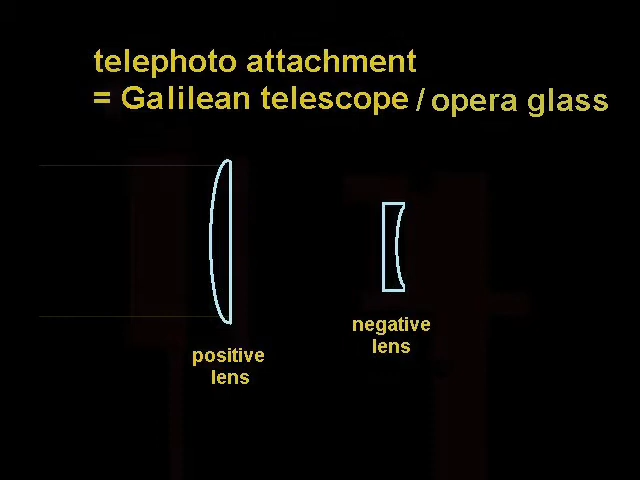 telephoto attachment
= Galilean telescope / opera glass
negative
lens
positive
lens